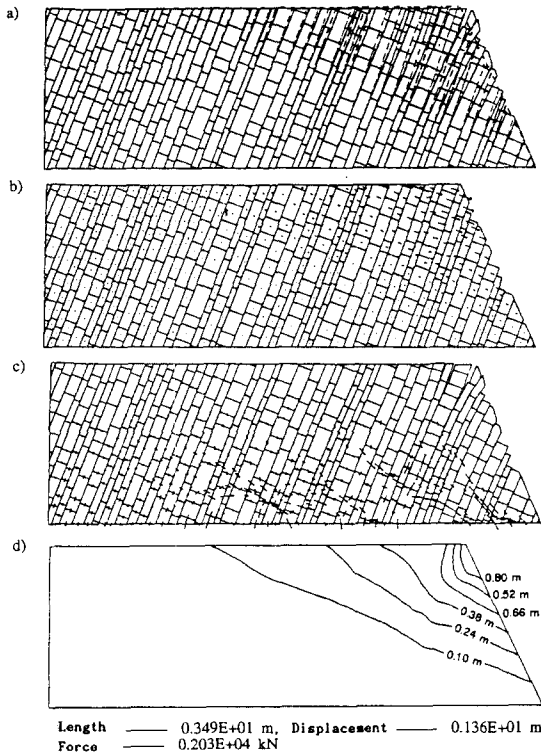 a)
b)
c)
d)
0.80 m
0.52 m
0.66 m
0.38 m
0.24 m
0.10 m
Length 0.349E+01 m, Displacement 0.136E+01 m
Force 0.203E+04 kN